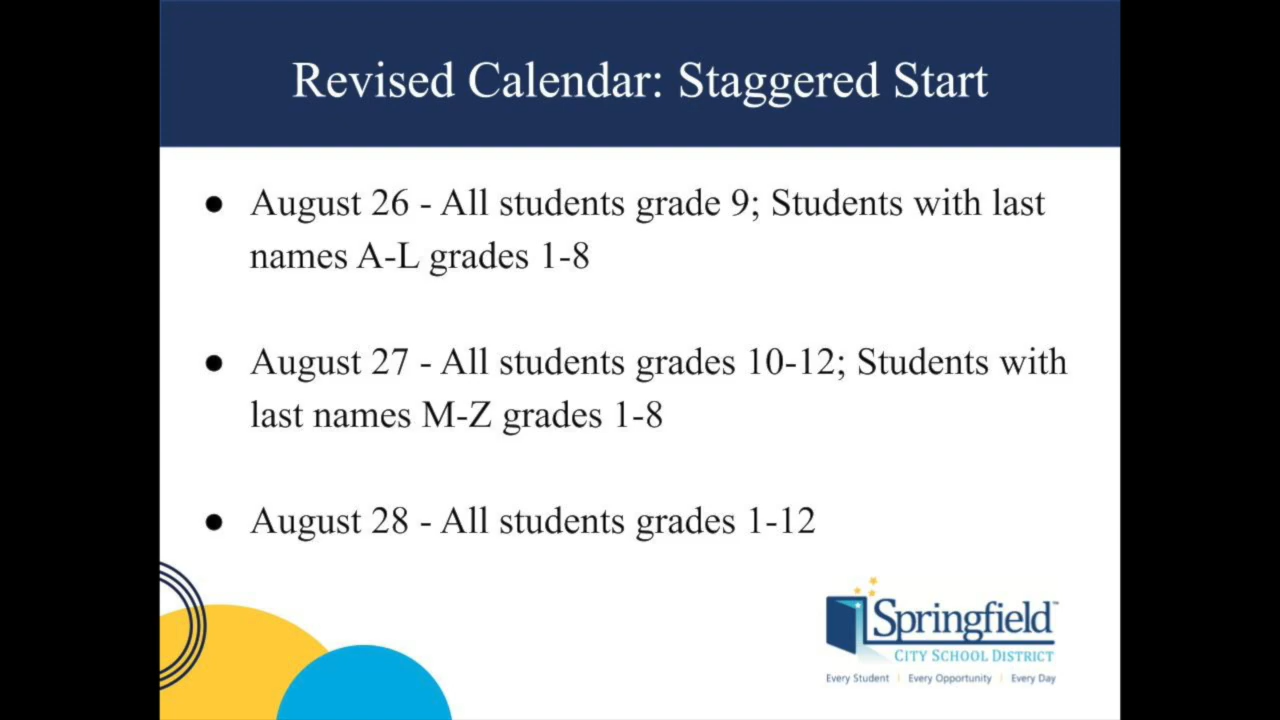 Revised Calendar: Staggered Start
● August 26 - All students grade 9; Students with last
names A-L grades 1-8
● August 27 - All students grades 10-12; Students with
last names M-Z grades 1-8
● August 28 - All students grades 1-12
Springfield™
CITY SCHOOL DISTRICT
Every Student | Every Opportunity | Every Day